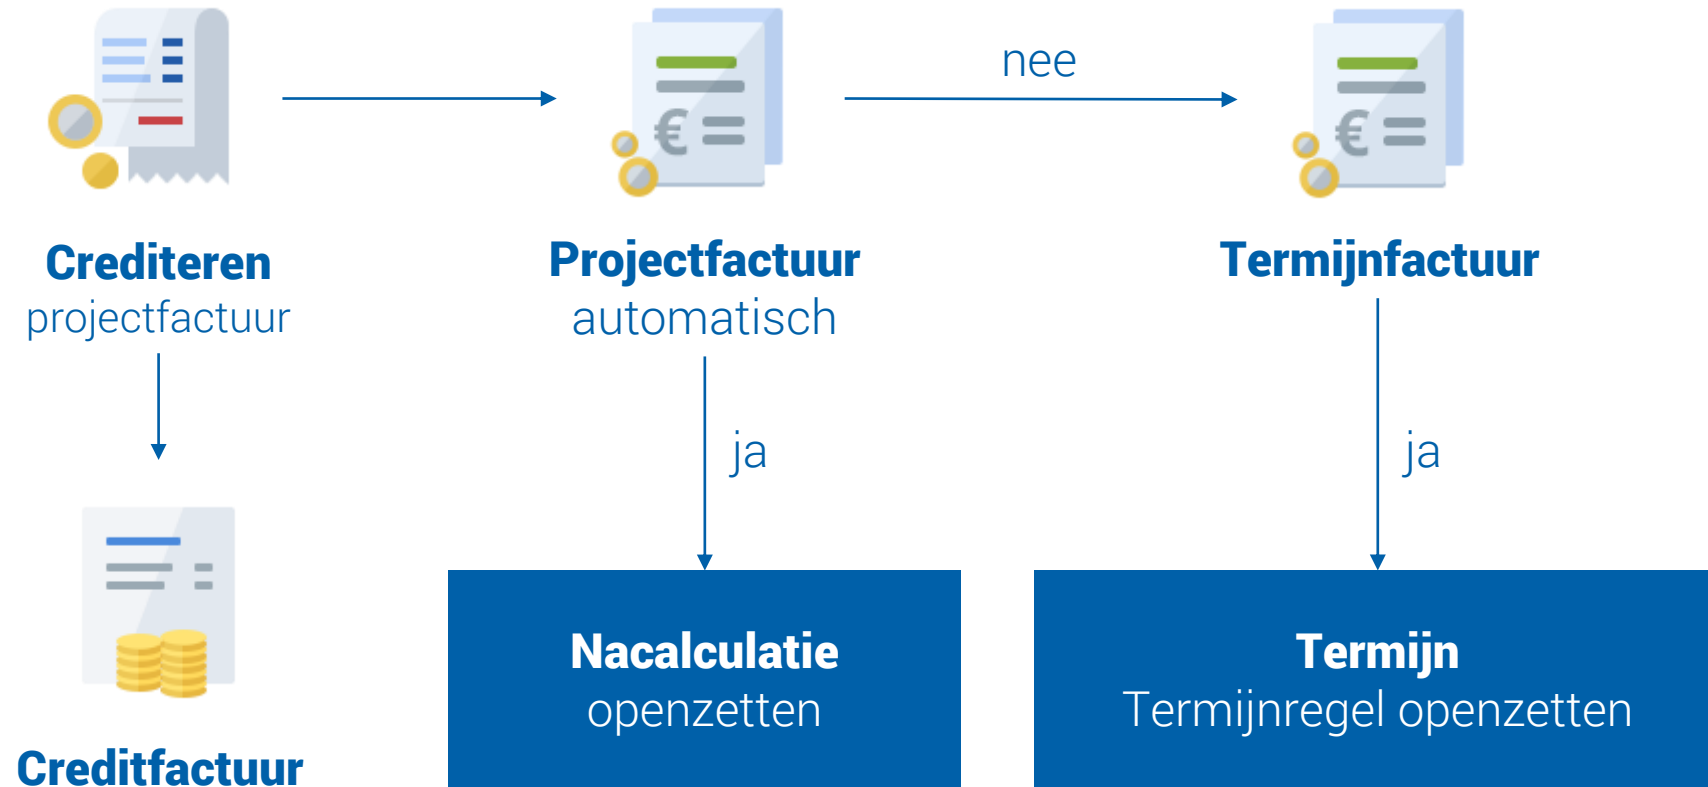 nee
Crediteren
projectfactuur
Projectfactuur
automatisch
Termijnfactuur
ja
ja
Creditfactuur
Nacalculatie
openzetten
Termijn
Termijnregel openzetten